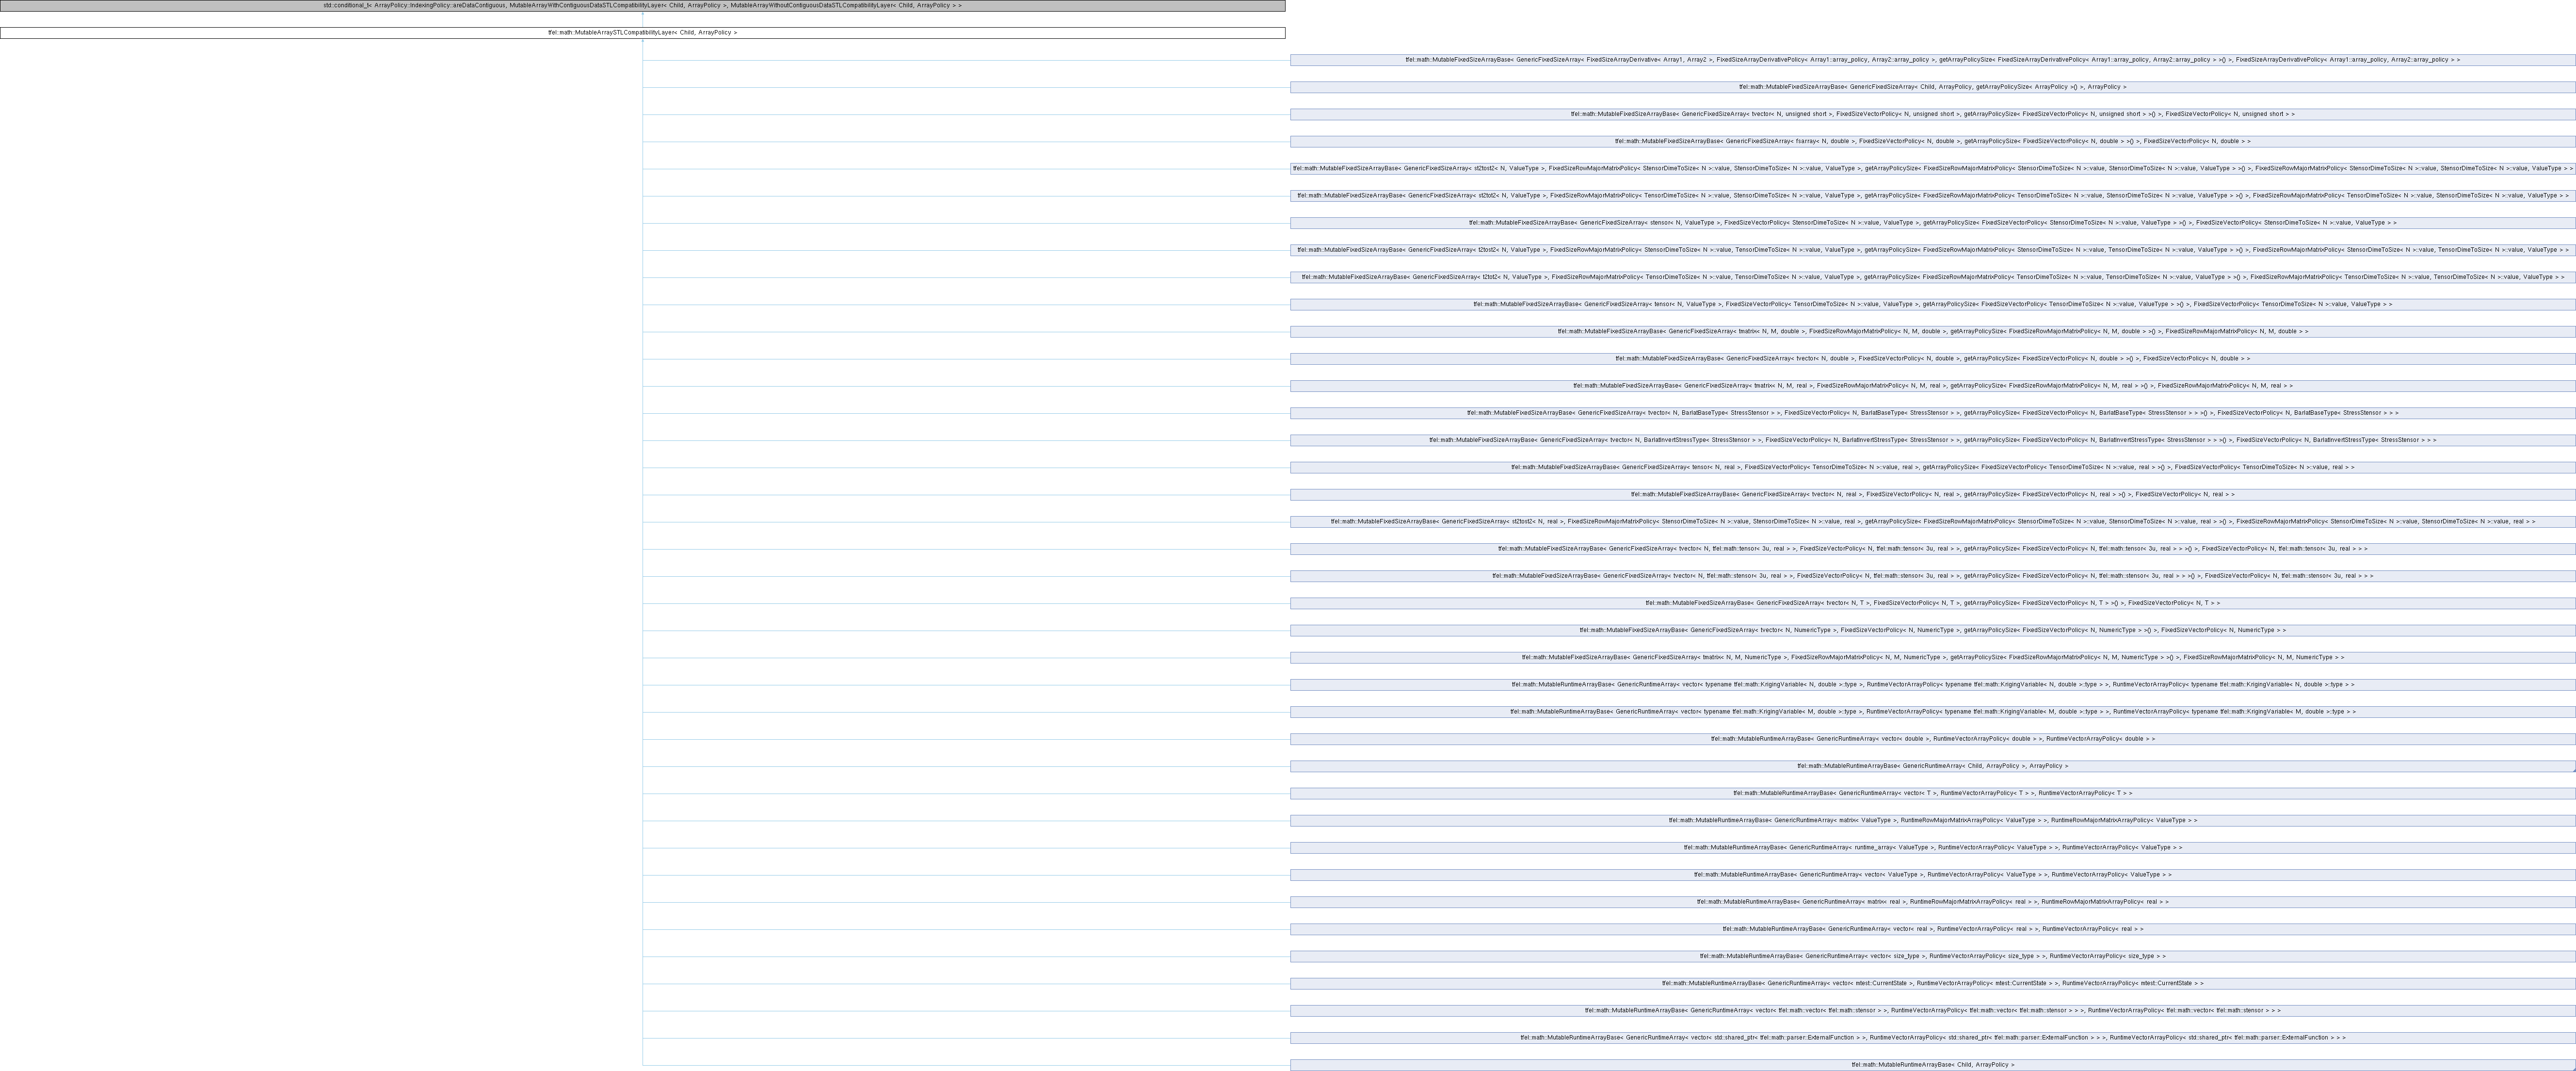 std::conditional_t< ArrayPolicy::IndexingPolicy::areDataContiguous, MutableArrayWithContiguousDataSTLCompatibilityLayer< Child, ArrayPolicy >, MutableArrayWithoutContiguousDataSTLCompatibilityLayer< Child, ArrayPolicy > >
tfel::math::MutableArraySTLCompatibilityLayer< Child, ArrayPolicy >
tfel::math::MutableFixedSizeArrayBase< GenericFixedSizeArray< FixedSizeArrayDerivative< Array1, Array2 >, FixedSizeArrayDerivativePolicy< Array1::array_policy, Array2::array_policy >, getArrayPolicySize< FixedSizeArrayDerivativePolicy< Array1::array_policy, Array2::array_policy > >() >, FixedSizeArrayDerivativePolicy< Array1::array_policy, Array2::array_policy > >
tfel::math::MutableFixedSizeArrayBase< GenericFixedSizeArray< Child, ArrayPolicy, getArrayPolicySize< ArrayPolicy >() >, ArrayPolicy >
tfel::math::MutableFixedSizeArrayBase< GenericFixedSizeArray< tvector< N, unsigned short >, FixedSizeVectorPolicy< N, unsigned short >, getArrayPolicySize< FixedSizeVectorPolicy< N, unsigned short > >() >, FixedSizeVectorPolicy< N, unsigned short > >
tfel::math::MutableFixedSizeArrayBase< GenericFixedSizeArray< fsarray< N, double >, FixedSizeVectorPolicy< N, double >, getArrayPolicySize< FixedSizeVectorPolicy< N, double > >() >, FixedSizeVectorPolicy< N, double > >
tfel::math::MutableFixedSizeArrayBase< GenericFixedSizeArray< st2tost2< N, ValueType >, FixedSizeRowMajorMatrixPolicy< StensorDimeToSize< N >::value, StensorDimeToSize< N >::value, ValueType >, getArrayPolicySize< FixedSizeRowMajorMatrixPolicy< StensorDimeToSize< N >::value, StensorDimeToSize< N >::value, ValueType > >() >, FixedSizeRowMajorMatrixPolicy< StensorDimeToSize< N >::value, StensorDimeToSize< N >::value, ValueType > >
tfel::math::MutableFixedSizeArrayBase< GenericFixedSizeArray< st2tot2< N, ValueType >, FixedSizeRowMajorMatrixPolicy< TensorDimeToSize< N >::value, StensorDimeToSize< N >::value, ValueType >, getArrayPolicySize< FixedSizeRowMajorMatrixPolicy< TensorDimeToSize< N >::value, StensorDimeToSize< N >::value, ValueType > >() >, FixedSizeRowMajorMatrixPolicy< TensorDimeToSize< N >::value, StensorDimeToSize< N >::value, ValueType > >
tfel::math::MutableFixedSizeArrayBase< GenericFixedSizeArray< stensor< N, ValueType >, FixedSizeVectorPolicy< StensorDimeToSize< N >::value, ValueType >, getArrayPolicySize< FixedSizeVectorPolicy< StensorDimeToSize< N >::value, ValueType > >() >, FixedSizeVectorPolicy< StensorDimeToSize< N >::value, ValueType > >
tfel::math::MutableFixedSizeArrayBase< GenericFixedSizeArray< t2tost2< N, ValueType >, FixedSizeRowMajorMatrixPolicy< StensorDimeToSize< N >::value, TensorDimeToSize< N >::value, ValueType >, getArrayPolicySize< FixedSizeRowMajorMatrixPolicy< StensorDimeToSize< N >::value, TensorDimeToSize< N >::value, ValueType > >() >, FixedSizeRowMajorMatrixPolicy< StensorDimeToSize< N >::value, TensorDimeToSize< N >::value, ValueType > >
tfel::math::MutableFixedSizeArrayBase< GenericFixedSizeArray< t2tot2< N, ValueType >, FixedSizeRowMajorMatrixPolicy< TensorDimeToSize< N >::value, TensorDimeToSize< N >::value, ValueType >, getArrayPolicySize< FixedSizeRowMajorMatrixPolicy< TensorDimeToSize< N >::value, TensorDimeToSize< N >::value, ValueType > >() >, FixedSizeRowMajorMatrixPolicy< TensorDimeToSize< N >::value, TensorDimeToSize< N >::value, ValueType > >
tfel::math::MutableFixedSizeArrayBase< GenericFixedSizeArray< tensor< N, ValueType >, FixedSizeVectorPolicy< TensorDimeToSize< N >::value, ValueType >, getArrayPolicySize< FixedSizeVectorPolicy< TensorDimeToSize< N >::value, ValueType > >() >, FixedSizeVectorPolicy< TensorDimeToSize< N >::value, ValueType > >
tfel::math::MutableFixedSizeArrayBase< GenericFixedSizeArray< tmatrix< N, M, double >, FixedSizeRowMajorMatrixPolicy< N, M, double >, getArrayPolicySize< FixedSizeRowMajorMatrixPolicy< N, M, double > >() >, FixedSizeRowMajorMatrixPolicy< N, M, double > >
tfel::math::MutableFixedSizeArrayBase< GenericFixedSizeArray< tvector< N, double >, FixedSizeVectorPolicy< N, double >, getArrayPolicySize< FixedSizeVectorPolicy< N, double > >() >, FixedSizeVectorPolicy< N, double > >
tfel::math::MutableFixedSizeArrayBase< GenericFixedSizeArray< tmatrix< N, M, real >, FixedSizeRowMajorMatrixPolicy< N, M, real >, getArrayPolicySize< FixedSizeRowMajorMatrixPolicy< N, M, real > >() >, FixedSizeRowMajorMatrixPolicy< N, M, real > >
tfel::math::MutableFixedSizeArrayBase< GenericFixedSizeArray< tvector< N, BarlatBaseType< StressStensor > >, FixedSizeVectorPolicy< N, BarlatBaseType< StressStensor > >, getArrayPolicySize< FixedSizeVectorPolicy< N, BarlatBaseType< StressStensor > > >() >, FixedSizeVectorPolicy< N, BarlatBaseType< StressStensor > > >
tfel::math::MutableFixedSizeArrayBase< GenericFixedSizeArray< tvector< N, BarlatInvertStressType< StressStensor > >, FixedSizeVectorPolicy< N, BarlatInvertStressType< StressStensor > >, getArrayPolicySize< FixedSizeVectorPolicy< N, BarlatInvertStressType< StressStensor > > >() >, FixedSizeVectorPolicy< N, BarlatInvertStressType< StressStensor > > >
tfel::math::MutableFixedSizeArrayBase< GenericFixedSizeArray< tensor< N, real >, FixedSizeVectorPolicy< TensorDimeToSize< N >::value, real >, getArrayPolicySize< FixedSizeVectorPolicy< TensorDimeToSize< N >::value, real > >() >, FixedSizeVectorPolicy< TensorDimeToSize< N >::value, real > >
tfel::math::MutableFixedSizeArrayBase< GenericFixedSizeArray< tvector< N, real >, FixedSizeVectorPolicy< N, real >, getArrayPolicySize< FixedSizeVectorPolicy< N, real > >() >, FixedSizeVectorPolicy< N, real > >
tfel::math::MutableFixedSizeArrayBase< GenericFixedSizeArray< st2tost2< N, real >, FixedSizeRowMajorMatrixPolicy< StensorDimeToSize< N >::value, StensorDimeToSize< N >::value, real >, getArrayPolicySize< FixedSizeRowMajorMatrixPolicy< StensorDimeToSize< N >::value, StensorDimeToSize< N >::value, real > >() >, FixedSizeRowMajorMatrixPolicy< StensorDimeToSize< N >::value, StensorDimeToSize< N >::value, real > >
tfel::math::MutableFixedSizeArrayBase< GenericFixedSizeArray< tvector< N, tfel::math::tensor< 3u, real > >, FixedSizeVectorPolicy< N, tfel::math::tensor< 3u, real > >, getArrayPolicySize< FixedSizeVectorPolicy< N, tfel::math::tensor< 3u, real > > >() >, FixedSizeVectorPolicy< N, tfel::math::tensor< 3u, real > > >
tfel::math::MutableFixedSizeArrayBase< GenericFixedSizeArray< tvector< N, tfel::math::stensor< 3u, real > >, FixedSizeVectorPolicy< N, tfel::math::stensor< 3u, real > >, getArrayPolicySize< FixedSizeVectorPolicy< N, tfel::math::stensor< 3u, real > > >() >, FixedSizeVectorPolicy< N, tfel::math::stensor< 3u, real > > >
tfel::math::MutableFixedSizeArrayBase< GenericFixedSizeArray< tvector< N, T >, FixedSizeVectorPolicy< N, T >, getArrayPolicySize< FixedSizeVectorPolicy< N, T > >() >, FixedSizeVectorPolicy< N, T > >
tfel::math::MutableFixedSizeArrayBase< GenericFixedSizeArray< tvector< N, NumericType >, FixedSizeVectorPolicy< N, NumericType >, getArrayPolicySize< FixedSizeVectorPolicy< N, NumericType > >() >, FixedSizeVectorPolicy< N, NumericType > >
tfel::math::MutableFixedSizeArrayBase< GenericFixedSizeArray< tmatrix< N, M, NumericType >, FixedSizeRowMajorMatrixPolicy< N, M, NumericType >, getArrayPolicySize< FixedSizeRowMajorMatrixPolicy< N, M, NumericType > >() >, FixedSizeRowMajorMatrixPolicy< N, M, NumericType > >
tfel::math::MutableRuntimeArrayBase< GenericRuntimeArray< vector< typename tfel::math::KrigingVariable< N, double >::type >, RuntimeVectorArrayPolicy< typename tfel::math::KrigingVariable< N, double >::type > >, RuntimeVectorArrayPolicy< typename tfel::math::KrigingVariable< N, double >::type > >
tfel::math::MutableRuntimeArrayBase< GenericRuntimeArray< vector< typename tfel::math::KrigingVariable< M, double >::type >, RuntimeVectorArrayPolicy< typename tfel::math::KrigingVariable< M, double >::type > >, RuntimeVectorArrayPolicy< typename tfel::math::KrigingVariable< M, double >::type > >
tfel::math::MutableRuntimeArrayBase< GenericRuntimeArray< vector< double >, RuntimeVectorArrayPolicy< double > >, RuntimeVectorArrayPolicy< double > >
tfel::math::MutableRuntimeArrayBase< GenericRuntimeArray< Child, ArrayPolicy >, ArrayPolicy >
tfel::math::MutableRuntimeArrayBase< GenericRuntimeArray< vector< T >, RuntimeVectorArrayPolicy< T > >, RuntimeVectorArrayPolicy< T > >
tfel::math::MutableRuntimeArrayBase< GenericRuntimeArray< matrix< ValueType >, RuntimeRowMajorMatrixArrayPolicy< ValueType > >, RuntimeRowMajorMatrixArrayPolicy< ValueType > >
tfel::math::MutableRuntimeArrayBase< GenericRuntimeArray< runtime_array< ValueType >, RuntimeVectorArrayPolicy< ValueType > >, RuntimeVectorArrayPolicy< ValueType > >
tfel::math::MutableRuntimeArrayBase< GenericRuntimeArray< vector< ValueType >, RuntimeVectorArrayPolicy< ValueType > >, RuntimeVectorArrayPolicy< ValueType > >
tfel::math::MutableRuntimeArrayBase< GenericRuntimeArray< matrix< real >, RuntimeRowMajorMatrixArrayPolicy< real > >, RuntimeRowMajorMatrixArrayPolicy< real > >
tfel::math::MutableRuntimeArrayBase< GenericRuntimeArray< vector< real >, RuntimeVectorArrayPolicy< real > >, RuntimeVectorArrayPolicy< real > >
tfel::math::MutableRuntimeArrayBase< GenericRuntimeArray< vector< size_type >, RuntimeVectorArrayPolicy< size_type > >, RuntimeVectorArrayPolicy< size_type > >
tfel::math::MutableRuntimeArrayBase< GenericRuntimeArray< vector< mtest::CurrentState >, RuntimeVectorArrayPolicy< mtest::CurrentState > >, RuntimeVectorArrayPolicy< mtest::CurrentState > >
tfel::math::MutableRuntimeArrayBase< GenericRuntimeArray< vector< tfel::math::vector< tfel::math::stensor > >, RuntimeVectorArrayPolicy< tfel::math::vector< tfel::math::stensor > > >, RuntimeVectorArrayPolicy< tfel::math::vector< tfel::math::stensor > > >
tfel::math::MutableRuntimeArrayBase< GenericRuntimeArray< vector< std::shared_ptr< tfel::math::parser::ExternalFunction > >, RuntimeVectorArrayPolicy< std::shared_ptr< tfel::math::parser::ExternalFunction > > >, RuntimeVectorArrayPolicy< std::shared_ptr< tfel::math::parser::ExternalFunction > > >
tfel::math::MutableRuntimeArrayBase< Child, ArrayPolicy >